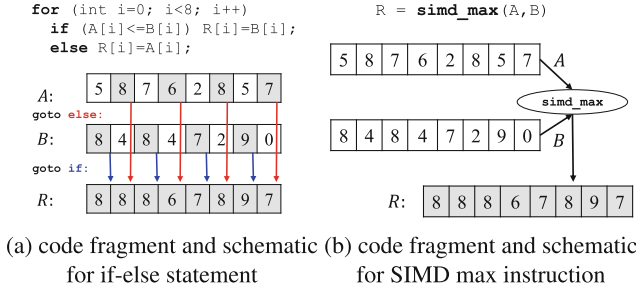 for (int i=0; i<8; i++)
if (A[i]<=B[i]) R[i]=B[i];
else R[i]=A[i];
A: 5 8 7 6 2 8 5 7
goto else:
B: 8 4 8 4 7 2 9 0
goto if:
R: 8 8 8 6 7 8 9 7
(a) code fragment and schematic
for if-else statement
R = simd_max(A,B)
5 8 7 6 2 8 5 7 A
simd_max
8 4 8 4 7 2 9 0 B
R: 8 8 8 6 7 8 9 7
(b) code fragment and schematic
for SIMD max instruction